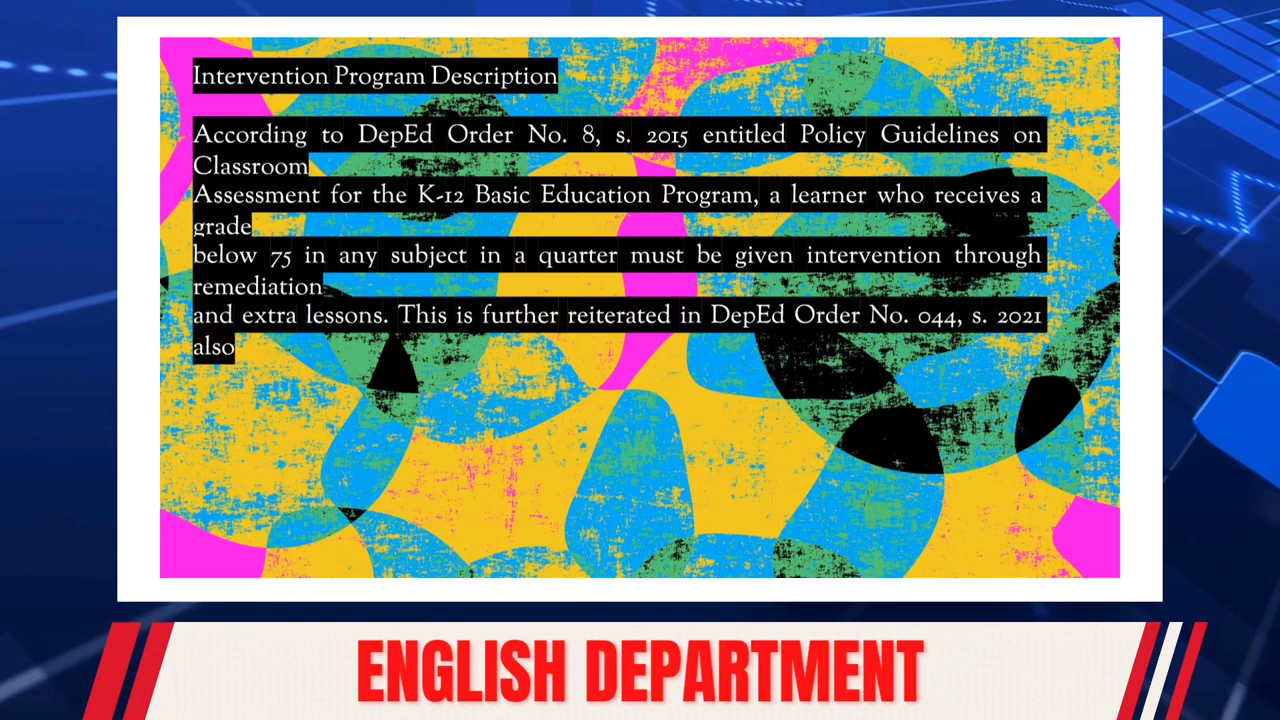 Intervention Program Description
According to DepEd Order No. 8, s. 2015 entitled Policy Guidelines on
Classroom
Assessment for the K-12 Basic Education Program, a learner who receives a
grade
below 75 in any subject in a quarter must be given intervention through
remediation
and extra lessons. This is further reiterated in DepEd Order No. 044, s. 2021
also
ENGLISH DEPARTMENT